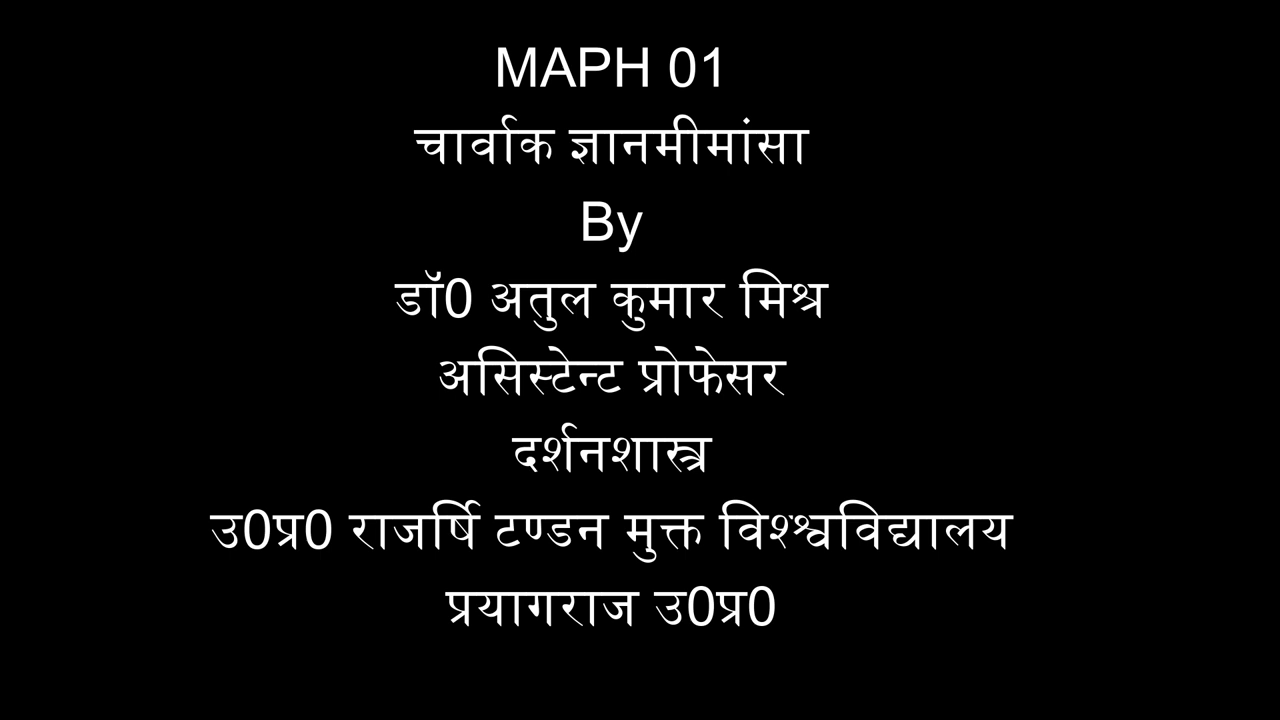 MAPH 01
चार्वाक ज्ञानमीमांसा
By
डॉ0 अतुल कुमार मिश्र
असिस्टेन्ट प्रोफेसर
दर्शनशास्त्र
उ0प्र0 राजर्षि टण्डन मुक्त विश्श्वविद्यालय
प्रयागराज उ0प्र0